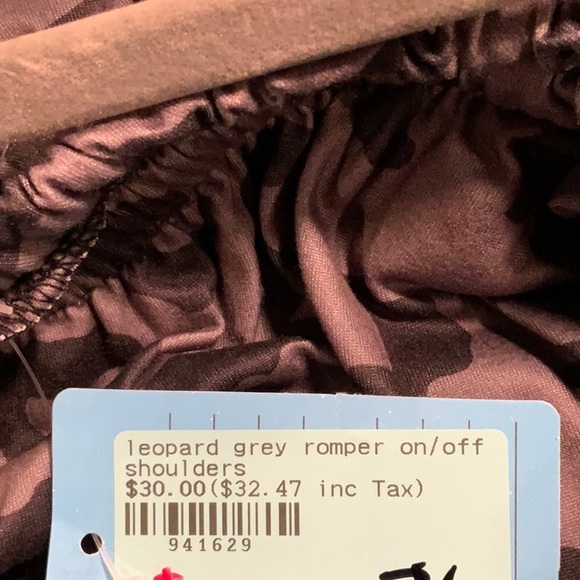 leopard grey romper on/off
shoulders
$30.00($32.47 inc Tax)
941629